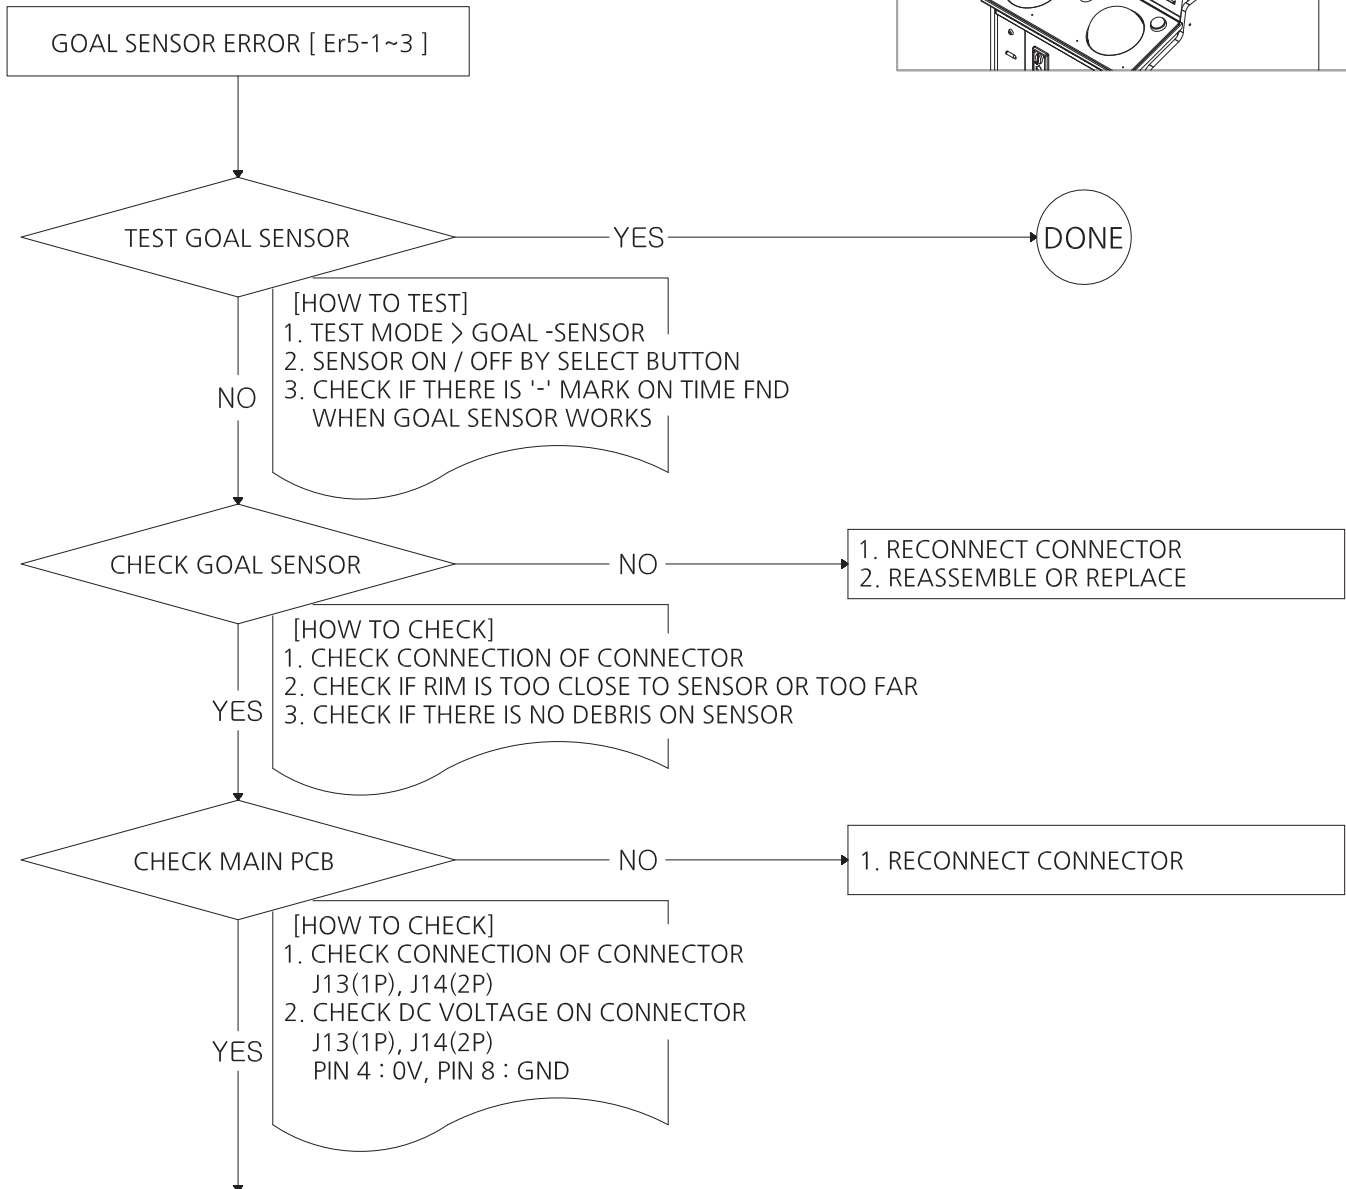 GOAL SENSOR ERROR [ Er5-1~3 ]
TEST GOAL SENSOR
YES
DONE
[HOW TO TEST]
1. TEST MODE > GOAL -SENSOR
2. SENSOR ON / OFF BY SELECT BUTTON
3. CHECK IF THERE IS '-' MARK ON TIME FND
WHEN GOAL SENSOR WORKS
NO
CHECK GOAL SENSOR
NO
1. RECONNECT CONNECTOR
2. REASSEMBLE OR REPLACE
[HOW TO CHECK]
1. CHECK CONNECTION OF CONNECTOR
2. CHECK IF RIM IS TOO CLOSE TO SENSOR OR TOO FAR
3. CHECK IF THERE IS NO DEBRIS ON SENSOR
YES
CHECK MAIN PCB
NO
1. RECONNECT CONNECTOR
[HOW TO CHECK]
1. CHECK CONNECTION OF CONNECTOR
J13(1P), J14(2P)
2. CHECK DC VOLTAGE ON CONNECTOR
J13(1P), J14(2P)
PIN 4 : 0V, PIN 8 : GND
YES